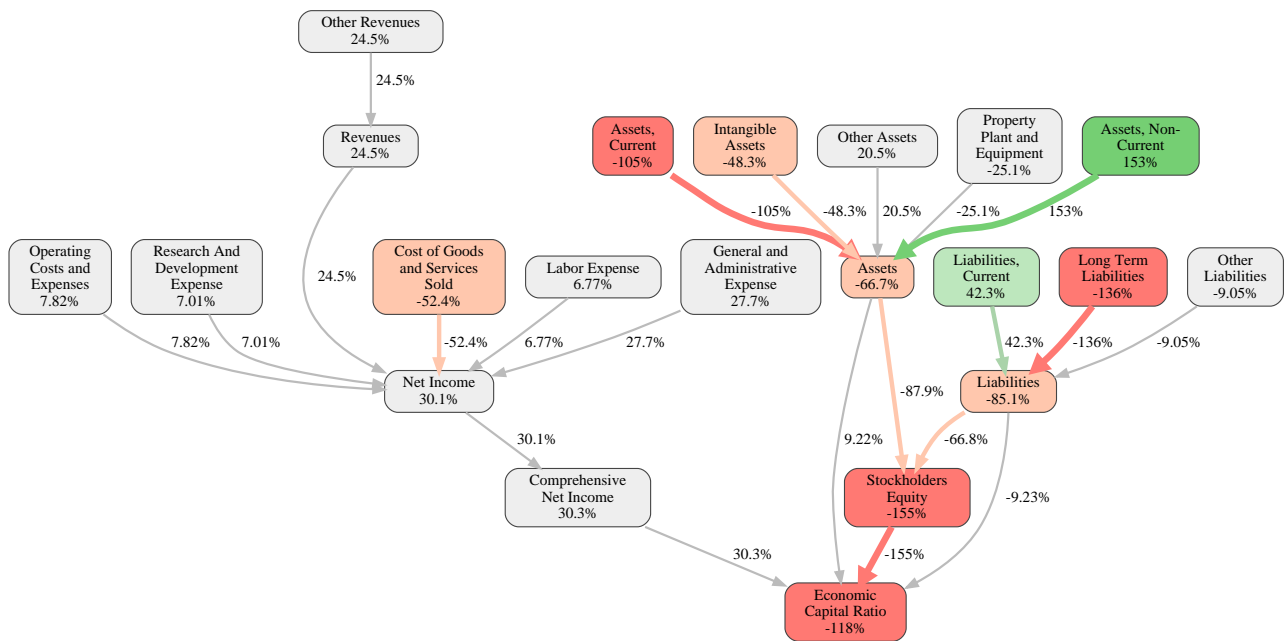 Other Revenues
24.5%
24.5%
Revenues
24.5%
Assets,
Current
-105%
Intangible
Assets
-48.3%
Other Assets
20.5%
Property
Plant and
Equipment
-25.1%
Assets, Non-
Current
153%
-105%
-48.3%
20.5%
-25.1%
153%
Operating
Costs and
Expenses
7.82%
Research And
Development
Expense
7.01%
24.5%
Cost of Goods
and Services
Sold
-52.4%
Labor Expense
6.77%
General and
Administrative
Expense
27.7%
Assets
-66.7%
Liabilities,
Current
42.3%
Long Term
Liabilities
-136%
Other
Liabilities
-9.05%
7.82%
7.01%
-52.4%
6.77%
27.7%
42.3%
-136%
-9.05%
Net Income
30.1%
-87.9%
Liabilities
-85.1%
30.1%
9.22%
-66.8%
Comprehensive
Net Income
30.3%
Stockholders
Equity
-155%
-9.23%
30.3%
-155%
Economic
Capital Ratio
-118%